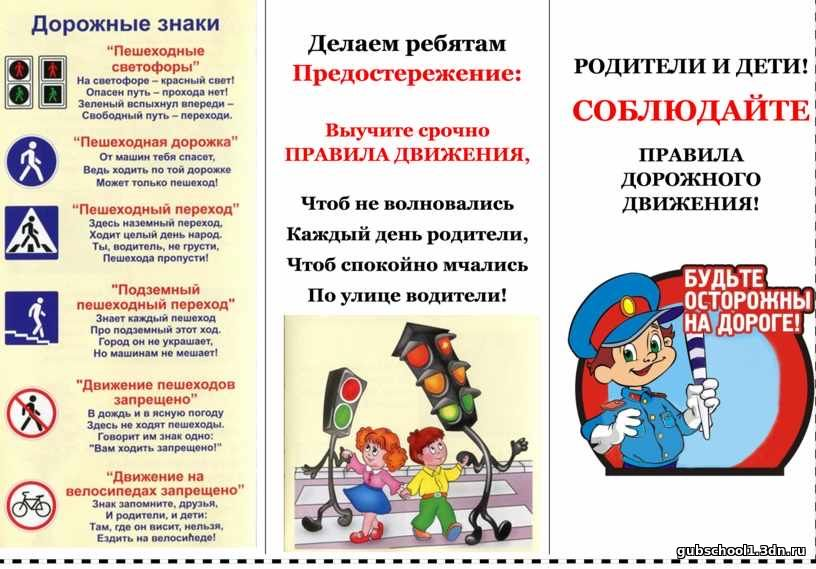 Дорожные знаки
“Пешеходные
светофоры”
На светофоре – красный свет!
Опасен путь – прохода нет!
Зеленый вспыхнул впереди –
Свободный путь – переходи.
“Пешеходная дорожка”
От машин тебя спасет,
Ведь ходить по той дорожке
Может только пешеход!
“Пешеходный переход”
Здесь наземный переход,
Ходит целый день народ.
Ты, водитель, не грусти,
Пешехода пропусти!
"Подземный
пешеходный переход"
Знает каждый пешеход
Про подземный этот ход.
Город он не украшает,
Но машинам не мешает!
"Движение пешеходов
запрещено"
В дождь и в ясную погоду
Здесь не ходят пешеходы.
Говорит им знак одно:
"Вам ходить запрещено!"
“Движение на
велосипедах запрещено”
Знак запомните, друзья,
И родители, и дети:
Там, где он висит, нельзя,
Ездить на велосипеде!
Делаем ребятам
Предостережение:
Выучите срочно
ПРАВИЛА ДВИЖЕНИЯ,
Чтоб не волновались
Каждый день родители,
Чтоб спокойно мчались
По улице водители!
РОДИТЕЛИ И ДЕТИ!
СОБЛЮДАЙТЕ
ПРАВИЛА
ДОРОЖНОГО
ДВИЖЕНИЯ!
БУДЬТЕ
ОСТОРОЖНЫ
НА ДОРОГЕ!
gubschool1.3dn.ru